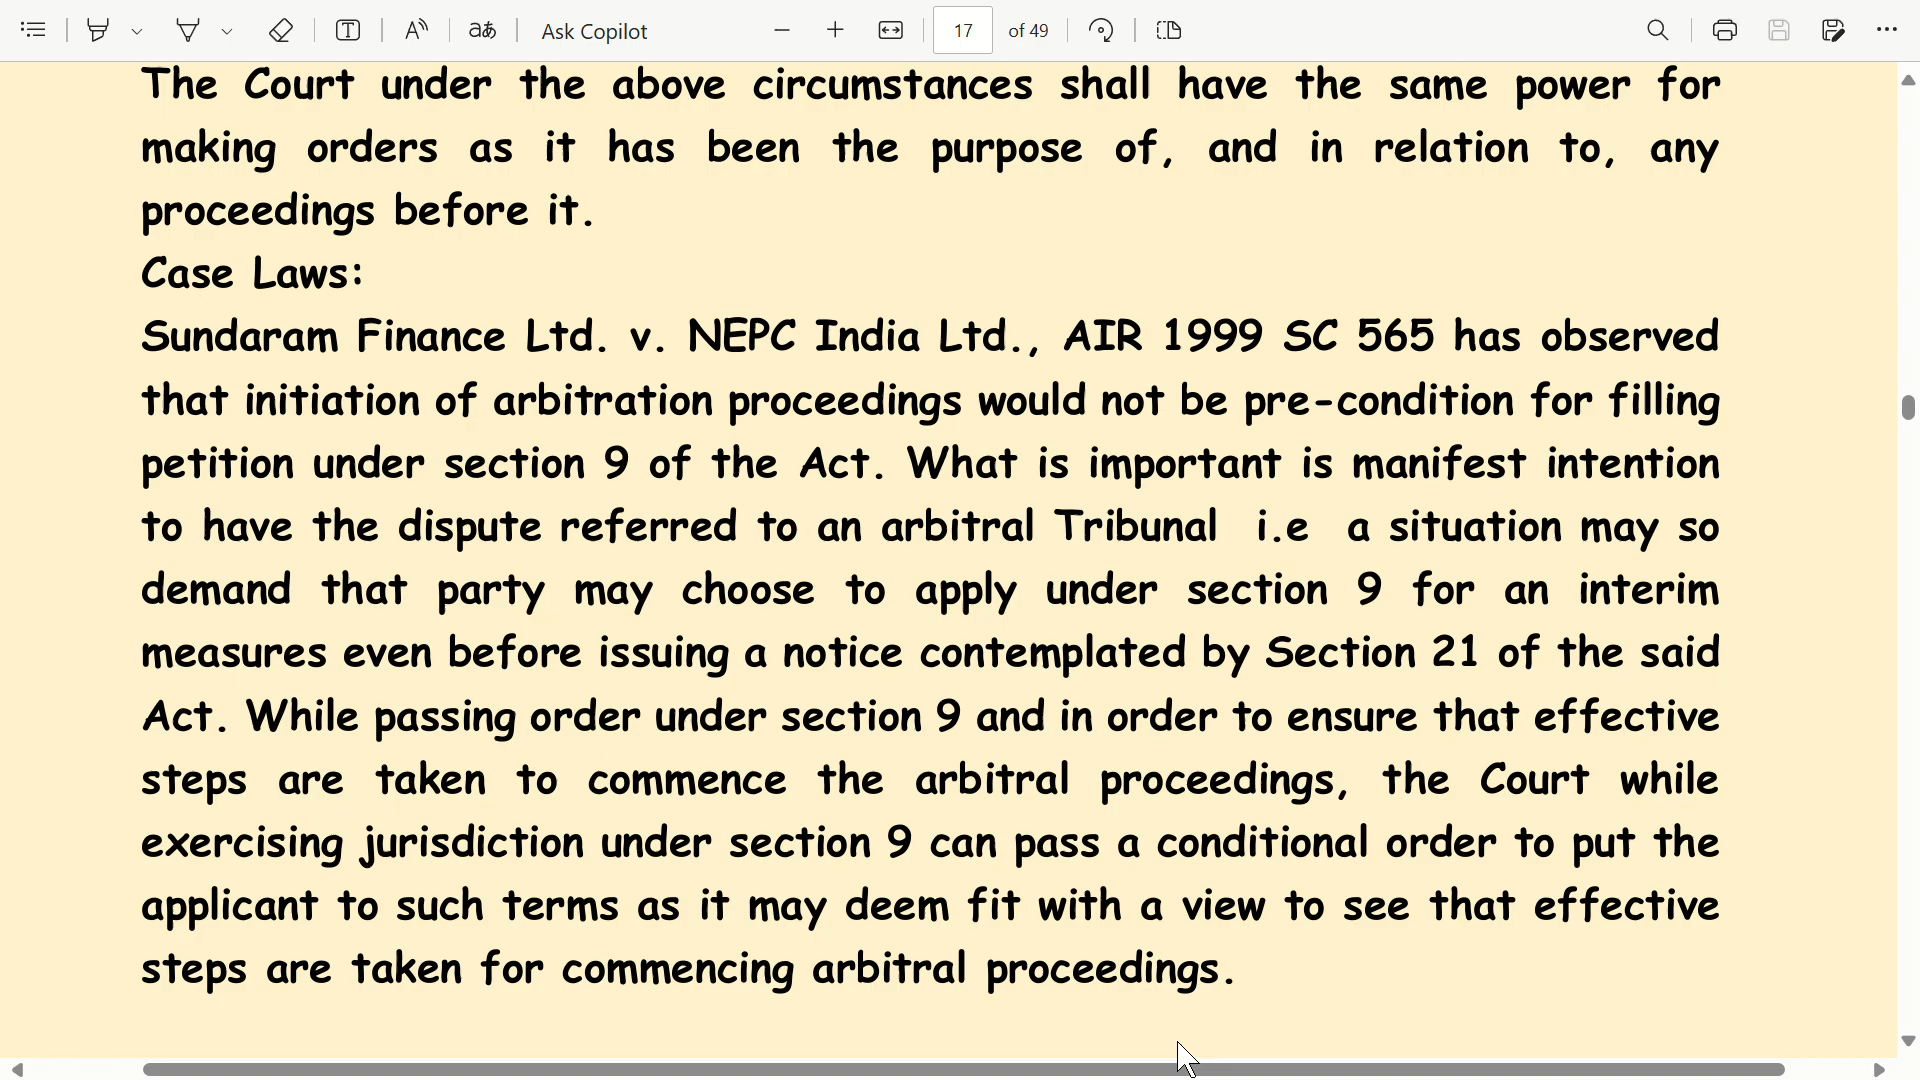 Ask Copilot 17 of 49
The Court under the above circumstances shall have the same power for
making orders as it has been the purpose of, and in relation to, any
proceedings before it.
Case Laws:
Sundaram Finance Ltd. v. NEPC India Ltd., AIR 1999 SC 565 has observed
that initiation of arbitration proceedings would not be pre-condition for filling
petition under section 9 of the Act. What is important is manifest intention
to have the dispute referred to an arbitral Tribunal i.e a situation may so
demand that party may choose to apply under section 9 for an interim
measures even before issuing a notice contemplated by Section 21 of the said
Act. While passing order under section 9 and in order to ensure that effective
steps are taken to commence the arbitral proceedings, the Court while
exercising jurisdiction under section 9 can pass a conditional order to put the
applicant to such terms as it may deem fit with a view to see that effective
steps are taken for commencing arbitral proceedings.